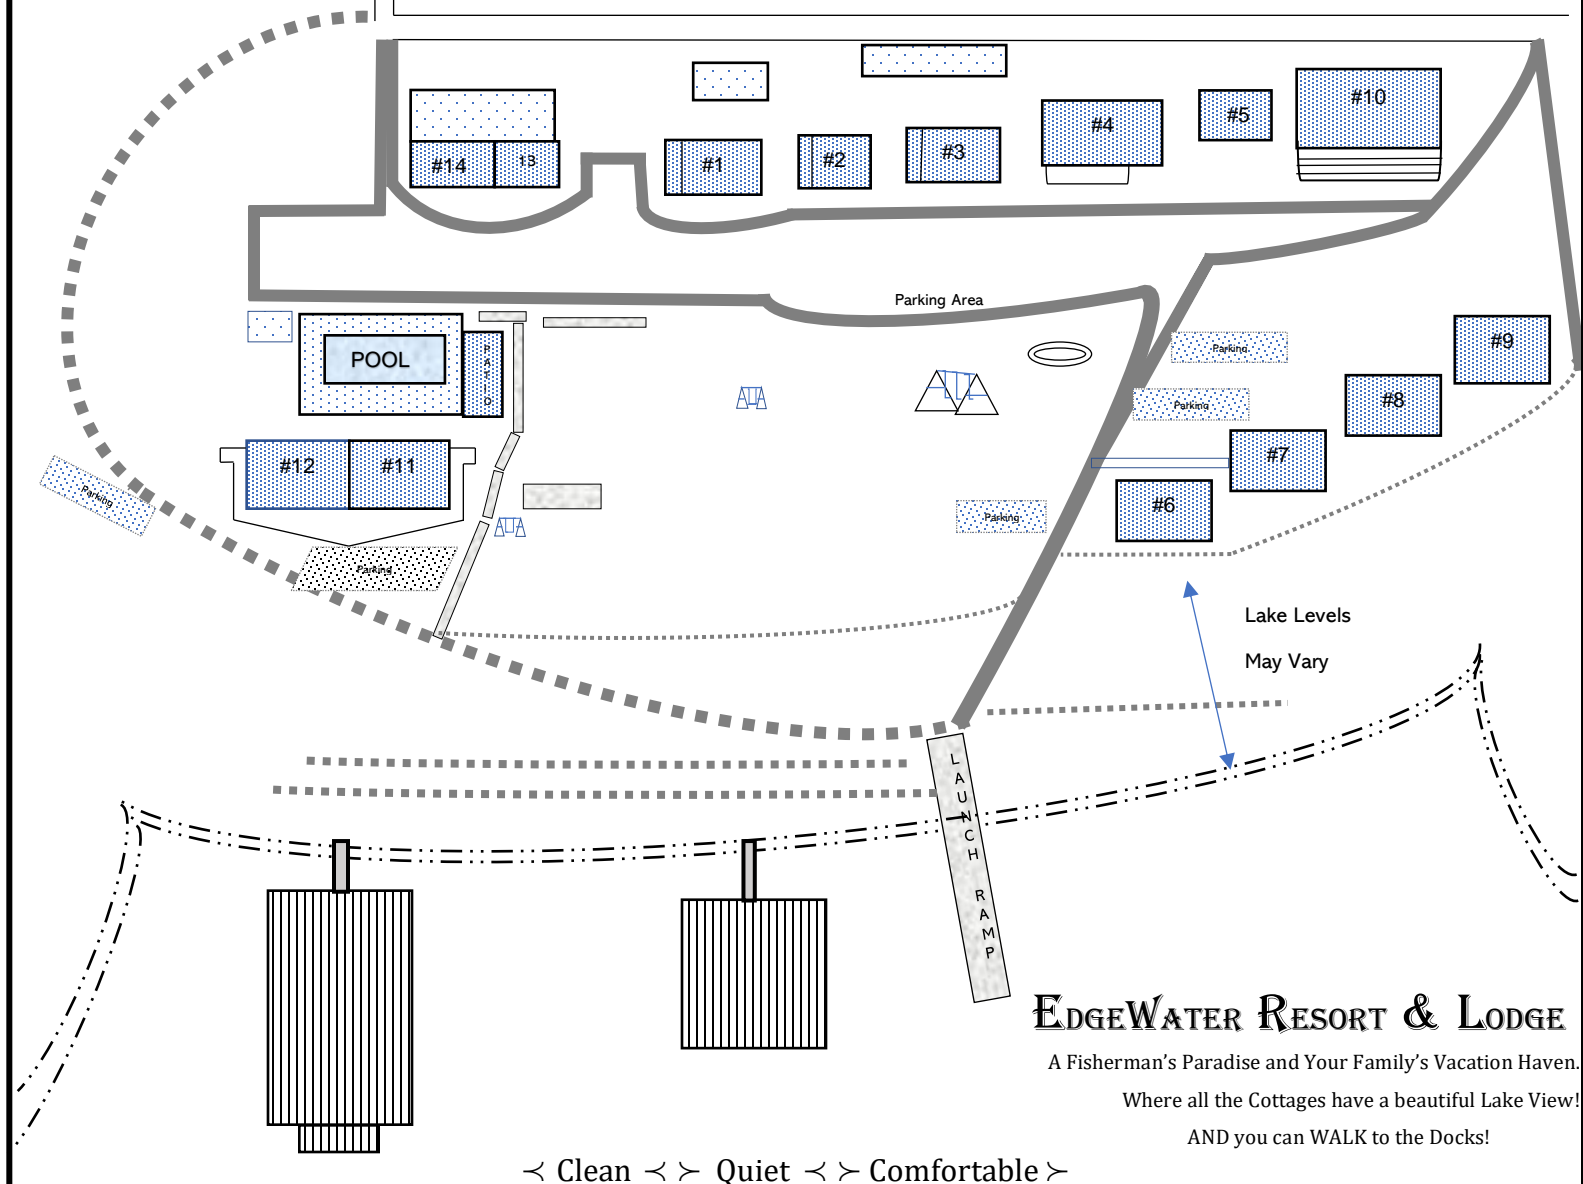 #10
#4
#5
#14
13
#1
#2
#3
Parking Area
POOL
PATIO
Parking
#9
Parking
#8
#12
#11
#7
Parking
#6
Parking
Parking
Lake Levels
May Vary
LAUNCH RAMP
EDGEWATER RESORT & LODGE
A Fisherman’s Paradise and Your Family’s Vacation Haven.
Where all the Cottages have a beautiful Lake View!
AND you can WALK to the Docks!
≺ Clean ≺ ≻ Quiet ≺ ≻ Comfortable ≻